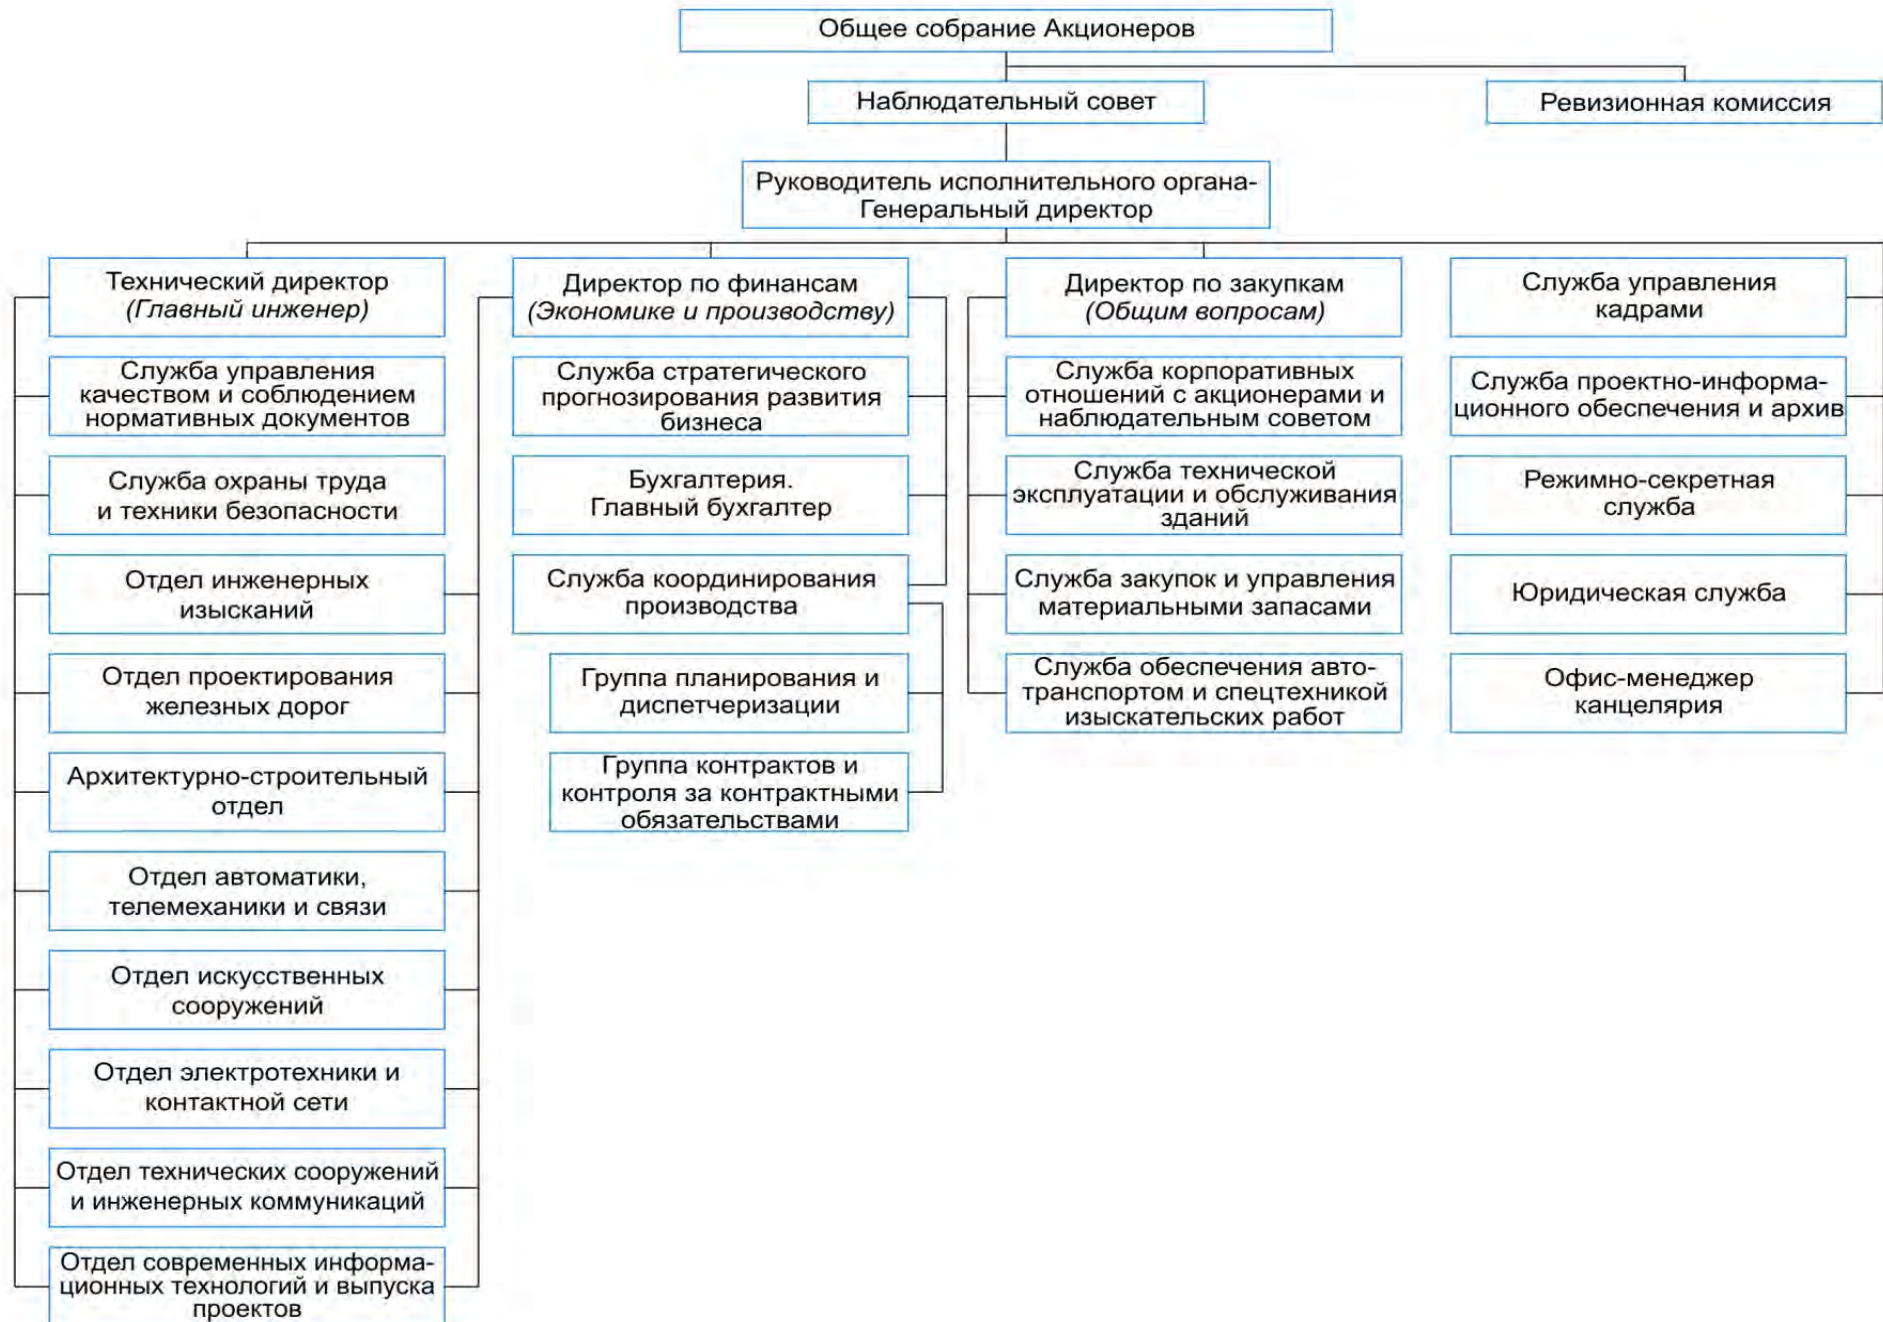 Общее собрание Акционеров
Наблюдательный совет
Ревизионная комиссия
Руководитель исполнительного органа-
Генеральный директор
Технический директор
(Главный инженер)
Служба управления
качеством и соблюдением
нормативных документов
Служба охраны труда
и техники безопасности
Отдел инженерных
изысканий
Отдел проектирования
железных дорог
Архитектурно-строительный
отдел
Отдел автоматики,
телемеханики и связи
Отдел искусственных
сооружений
Отдел электротехники и
контактной сети
Отдел технических сооружений
и инженерных коммуникаций
Отдел современных информа-
ционных технологий и выпуска
проектов
Директор по финансам
(Экономике и производству)
Служба стратегического
прогнозирования развития
бизнеса
Бухгалтерия.
Главный бухгалтер
Служба координирования
производства
Группа планирования и
диспетчеризации
Группа контрактов и
контроля за контрактными
обязательствами
Директор по закупкам
(Общим вопросам)
Служба корпоративных
отношений с акционерами и
наблюдательным советом
Служба технической
эксплуатации и обслуживания
зданий
Служба закупок и управления
материальными запасами
Служба обеспечения авто-
транспортом и спецтехникой
изыскательских работ
Служба управления
кадрами
Служба проектно-информа-
ционного обеспечения и архив
Режимно-секретная
служба
Юридическая служба
Офис-менеджер
канцелярия